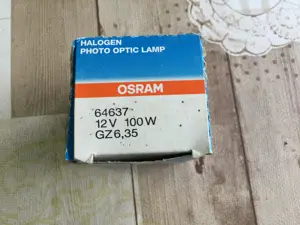 HALOGEN
PHOTO OPTIC LAMP
OSRAM
64637
12V 100W
GZ6,35